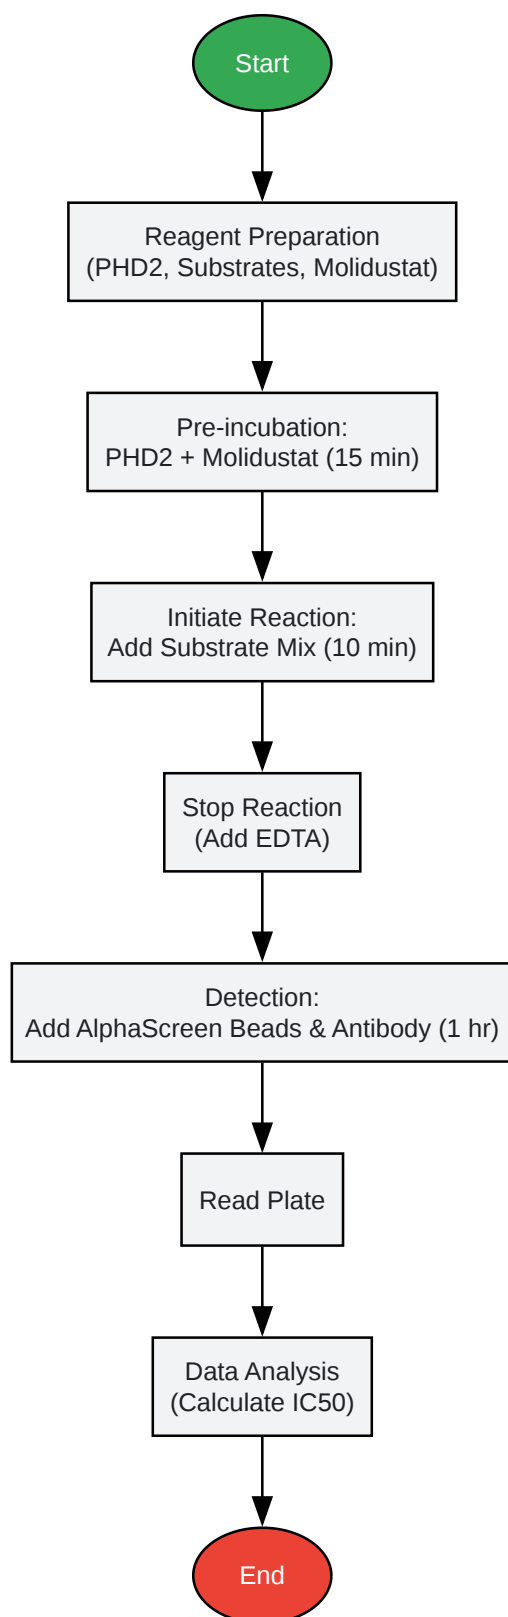 Start
Reagent Preparation
(PHD2, Substrates, Molidustat)
Pre-incubation:
PHD2 + Molidustat (15 min)
Initiate Reaction:
Add Substrate Mix (10 min)
Stop Reaction
(Add EDTA)
Detection:
Add AlphaScreen Beads & Antibody (1 hr)
Read Plate
Data Analysis
(Calculate IC50)
End